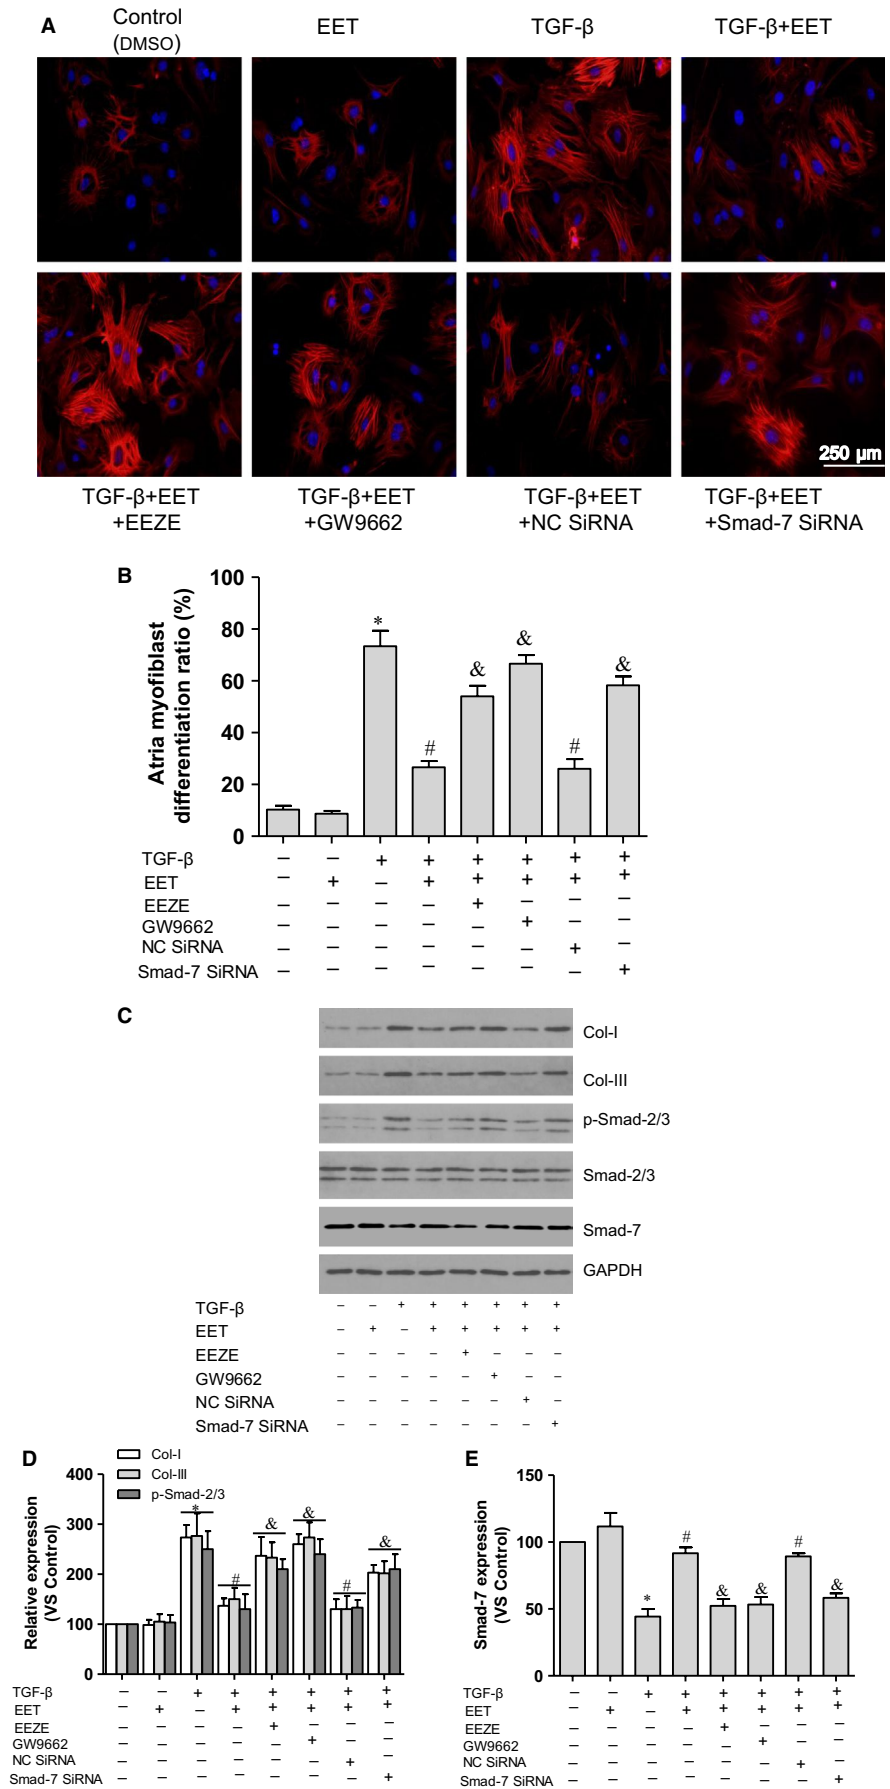 A
Control
(DMSO)
EET
TGF-β
TGF-β+EET
250 μm
TGF-β+EET
+EEZE
TGF-β+EET
+GW9662
TGF-β+EET
+NC SiRNA
TGF-β+EET
+Smad-7 SiRNA
B
Atria myofiblast
differentiation ratio (%)
100
80
60
40
20
0
* # & & # &
TGF-β – – + + + + + +
EET – + – + + + + +
EEZE – – – – + – – –
GW9662 – – – – – + – –
NC SiRNA – – – – – – + –
Smad-7 SiRNA – – – – – – – +
C
Col-I
Col-III
p-Smad-2/3
Smad-2/3
Smad-7
GAPDH
TGF-β – – + + + + + +
EET – + – + + + + +
EEZE – – – – + – – –
GW9662 – – – – – + – –
NC SiRNA – – – – – – + –
Smad-7 SiRNA – – – – – – – +
D
Col-I
Col-III
p-Smad-2/3
Relative expression
(VS Control)
400
300
200
100
0
* # & & # &
TGF-β – – + + + + + +
EET – + – + + + + +
EEZE – – – – + – – –
GW9662 – – – – – + – –
NC SiRNA – – – – – – + –
Smad-7 SiRNA – – – – – – – +
E
Smad-7 expression
(VS Control)
150
100
50
0
* # & & # &
TGF-β – – + + + + + +
EET – + – + + + + +
EEZE – – – – + – – –
GW9662 – – – – – + – –
NC SiRNA – – – – – – + –
Smad-7 SiRNA – – – – – – – +